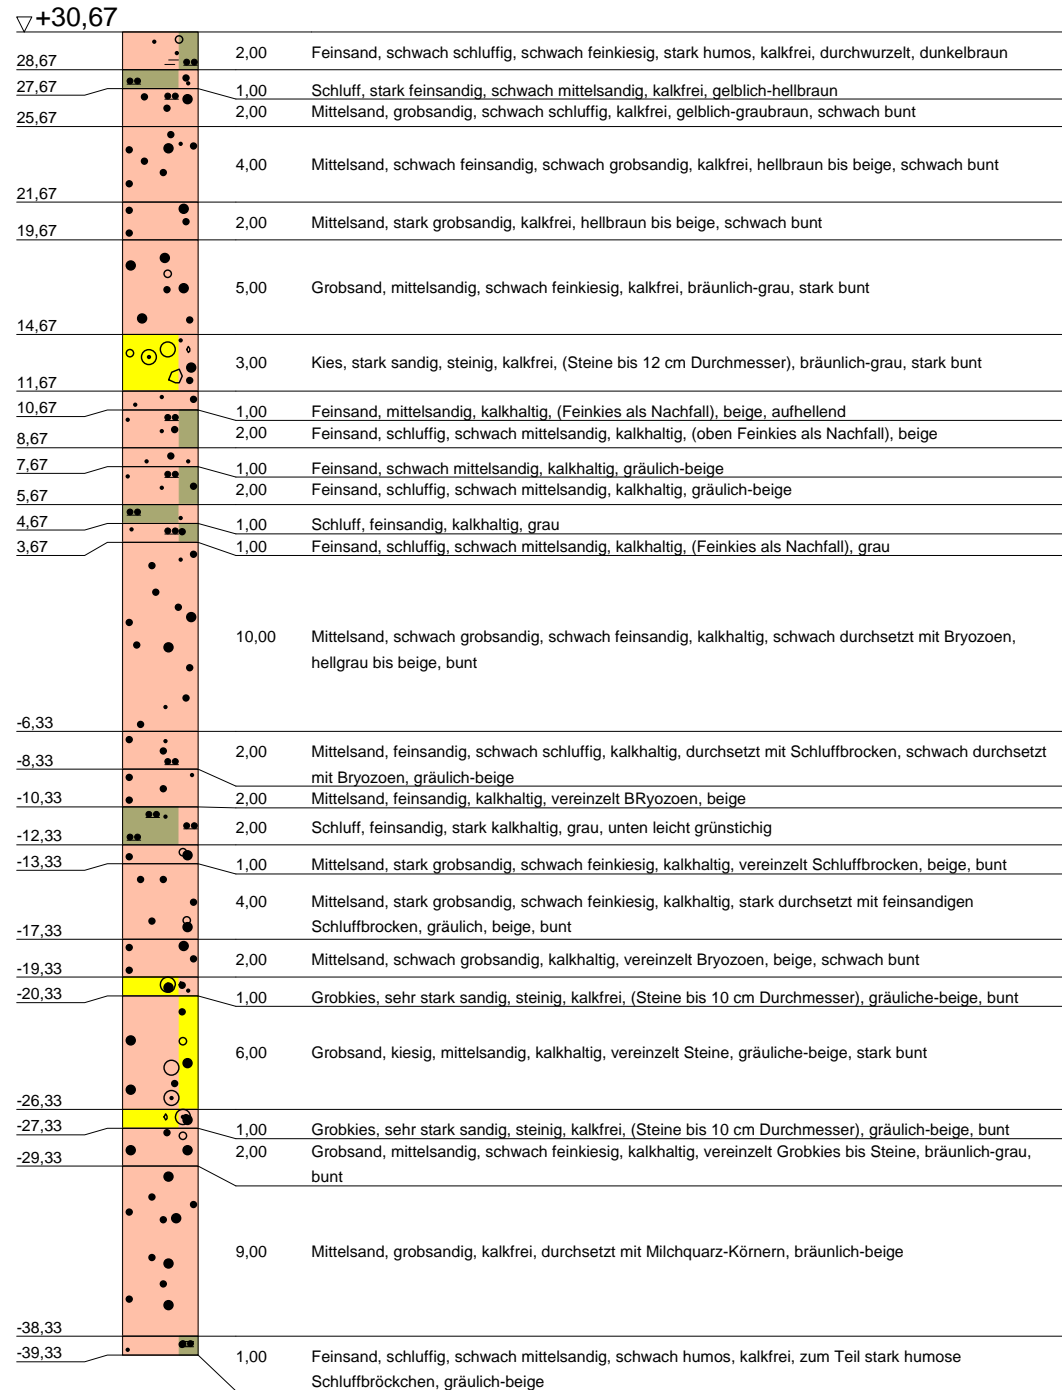 +30,67
2,00 Feinsand, schwach schluffig, schwach feinkiesig, stark humos, kalkfrei, durchwurzelt, dunkelbraun
28,67
27,67
1,00 Schluff, stark feinsandig, schwach mittelsandig, kalkfrei, gelblich-hellbraun
2,00 Mittelsand, grobsandig, schwach schluffig, kalkfrei, gelblich-graubraun, schwach bunt
25,67
4,00 Mittelsand, schwach feinsandig, schwach grobsandig, kalkfrei, hellbraun bis beige, schwach bunt
21,67
2,00 Mittelsand, stark grobsandig, kalkfrei, hellbraun bis beige, schwach bunt
19,67
5,00 Grobsand, mittelsandig, schwach feinkiesig, kalkfrei, bräunlich-grau, stark bunt
14,67
3,00 Kies, stark sandig, steinig, kalkfrei, (Steine bis 12 cm Durchmesser), bräunlich-grau, stark bunt
11,67
10,67
1,00 Feinsand, mittelsandig, kalkhaltig, (Feinkies als Nachfall), beige, aufhellend
2,00 Feinsand, schluffig, schwach mittelsandig, kalkhaltig, (oben Feinkies als Nachfall), beige
8,67
7,67
1,00 Feinsand, schwach mittelsandig, kalkhaltig, gräulich-beige
2,00 Feinsand, schluffig, schwach mittelsandig, kalkhaltig, gräulich-beige
5,67
4,67
1,00 Schluff, feinsandig, kalkhaltig, grau
3,67
1,00 Feinsand, schluffig, schwach mittelsandig, kalkhaltig, (Feinkies als Nachfall), grau
10,00 Mittelsand, schwach grobsandig, schwach feinsandig, kalkhaltig, schwach durchsetzt mit Bryozoen,
hellgrau bis beige, bunt
-6,33
2,00 Mittelsand, feinsandig, schwach schluffig, kalkhaltig, durchsetzt mit Schluffbrocken, schwach durchsetzt
-8,33
mit Bryozoen, gräulich-beige
2,00 Mittelsand, feinsandig, kalkhaltig, vereinzelt BRyozoen, beige
-10,33
2,00 Schluff, feinsandig, stark kalkhaltig, grau, unten leicht grünstichig
-12,33
-13,33
1,00 Mittelsand, stark grobsandig, schwach feinkiesig, kalkhaltig, vereinzelt Schluffbrocken, beige, bunt
4,00 Mittelsand, stark grobsandig, schwach feinkiesig, kalkhaltig, stark durchsetzt mit feinsandigen
Schluffbrocken, gräulich, beige, bunt
-17,33
2,00 Mittelsand, schwach grobsandig, kalkhaltig, vereinzelt Bryozoen, beige, schwach bunt
-19,33
-20,33
1,00 Grobkies, sehr stark sandig, steinig, kalkfrei, (Steine bis 10 cm Durchmesser), gräuliche-beige, bunt
6,00 Grobsand, kiesig, mittelsandig, kalkhaltig, vereinzelt Steine, gräuliche-beige, stark bunt
-26,33
-27,33
1,00 Grobkies, sehr stark sandig, steinig, kalkfrei, (Steine bis 10 cm Durchmesser), gräulich-beige, bunt
2,00 Grobsand, mittelsandig, schwach feinkiesig, kalkhaltig, vereinzelt Grobkies bis Steine, bräunlich-grau,
-29,33
bunt
9,00 Mittelsand, grobsandig, kalkfrei, durchsetzt mit Milchquarz-Körnern, bräunlich-beige
-38,33
-39,33
1,00 Feinsand, schluffig, schwach mittelsandig, schwach humos, kalkfrei, zum Teil stark humose
Schluffbröckchen, gräulich-beige